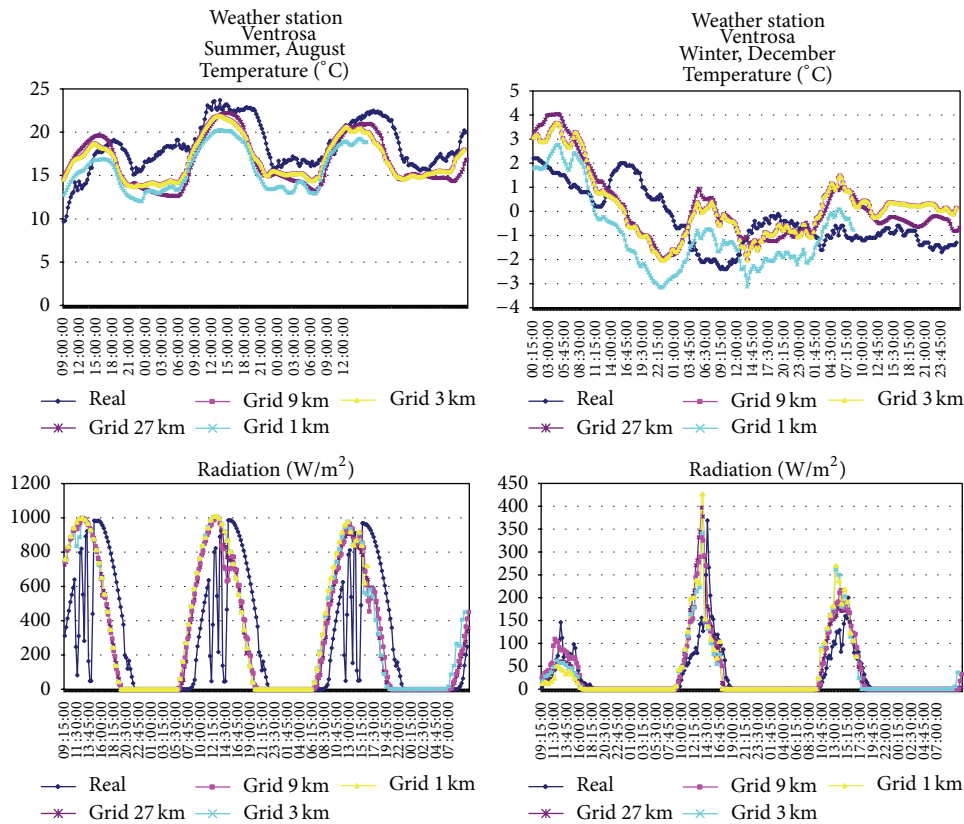 Weather station
Ventrosa
Summer, August
Temperature (°C)
25
20
15
10
5
0
09:00:00 12:00:00 15:00:00 18:00:00 21:00:00 00:00:00 03:00:00 06:00:00 09:00:00 12:00:00 15:00:00 18:00:00 21:00:00 00:00:00 03:00:00 06:00:00 09:00:00 12:00:00
Real Grid 9 km Grid 3 km
Grid 27 km Grid 1 km
Weather station
Ventrosa
Winter, December
Temperature (°C)
5
4
3
2
1
0
−1
−2
−3
−4
00:15:00 03:00:00 05:45:00 08:30:00 11:15:00 14:00:00 16:45:00 19:30:00 22:15:00 01:00:00 03:45:00 06:30:00 09:15:00 12:00:00 14:45:00 17:30:00 20:15:00 23:00:00 01:45:00 04:30:00 07:15:00 10:00:00 12:45:00 15:30:00 18:15:00 21:00:00 23:45:00
Real Grid 9 km Grid 3 km
Grid 27 km Grid 1 km
Radiation (W/m²)
1200
1000
800
600
400
200
0
09:15:00 11:30:00 13:45:00 16:00:00 18:15:00 20:30:00 22:45:00 01:00:00 03:15:00 05:30:00 07:45:00 10:00:00 12:15:00 14:30:00 16:45:00 19:00:00 21:15:00 23:30:00 01:45:00 04:00:00 06:15:00 08:30:00 10:45:00 13:00:00 15:15:00 17:30:00 19:45:00 22:00:00 00:15:00 02:30:00 04:45:00 07:00:00
Real Grid 9 km Grid 1 km
Grid 27 km Grid 3 km
Radiation (W/m²)
450
400
350
300
250
200
150
100
50
0
09:15:00 11:30:00 13:45:00 16:00:00 18:15:00 20:30:00 22:45:00 01:00:00 03:15:00 05:30:00 07:45:00 10:00:00 12:15:00 14:30:00 16:45:00 19:00:00 21:15:00 23:30:00 01:45:00 04:00:00 06:15:00 08:30:00 10:45:00 13:00:00 15:15:00 17:30:00 19:45:00 22:00:00 00:15:00 02:30:00 04:45:00 07:00:00
Real Grid 9 km Grid 1 km
Grid 27 km Grid 3 km